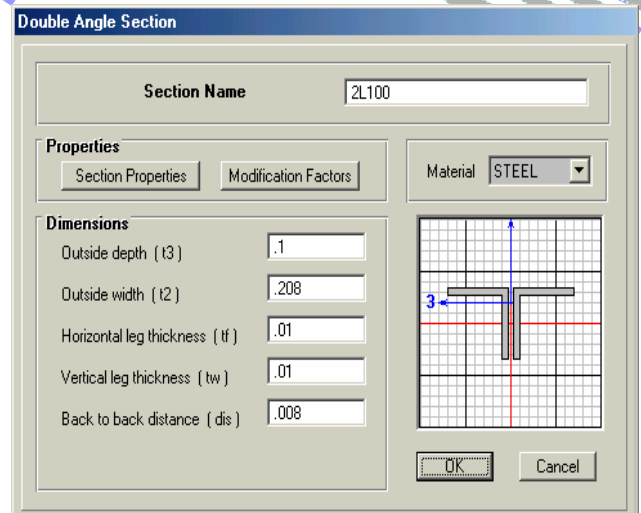 Double Angle Section
Section Name 2L100
Properties
Section Properties Modification Factors
Material STEEL
Dimensions
Outside depth ( t3 ) .1
Outside width ( t2 ) .208
Horizontal leg thickness ( tf ) .01
Vertical leg thickness ( tw ) .01
Back to back distance ( dis ) .008
3
OK Cancel